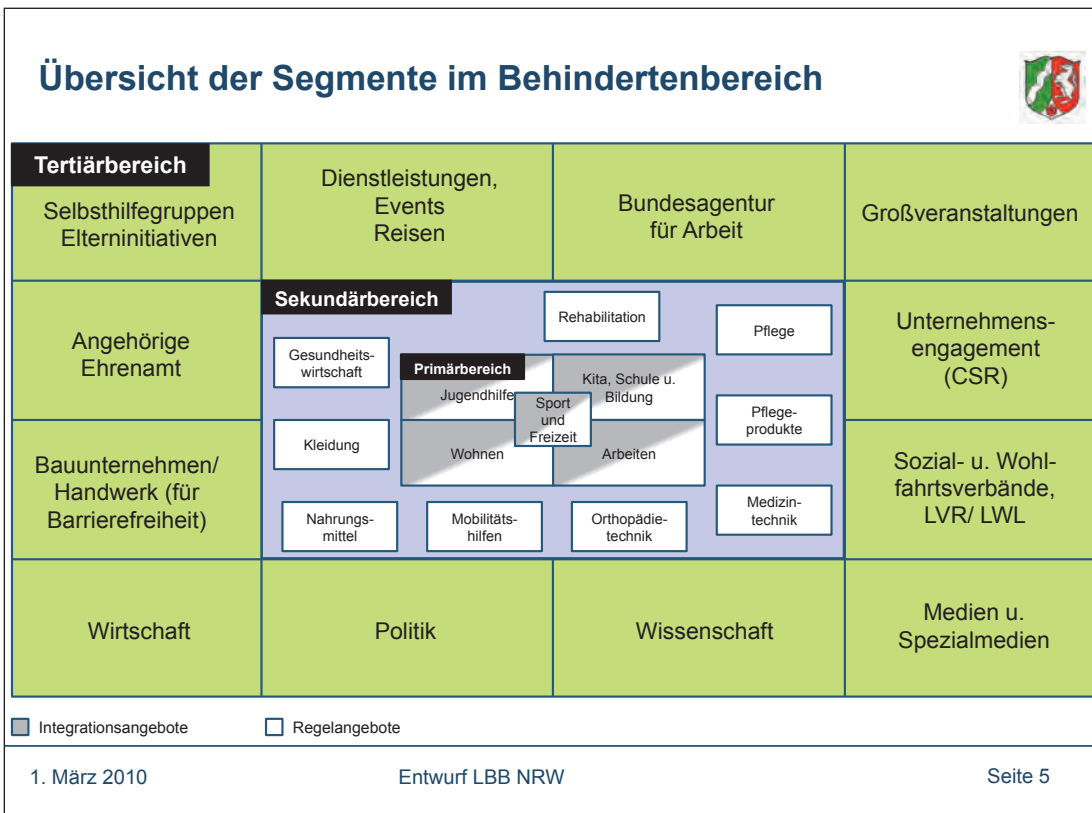 Übersicht der Segmente im Behindertenbereich
Tertiärbereich
Selbsthilfegruppen
Elterninitiativen
Dienstleistungen,
Events
Reisen
Bundesagentur
für Arbeit
Großveranstaltungen
Angehörige
Ehrenamt
Sekundärbereich
Rehabilitation
Pflege
Gesundheits-
wirtschaft
Primärbereich
Jugendhilfe
Kita, Schule u.
Bildung
Sport
und
Freizeit
Wohnen
Arbeiten
Kleidung
Pflege-
produkte
Nahrungs-
mittel
Mobilitäts-
hilfen
Orthopädie-
technik
Medizin-
technik
Unternehmens-
engagement
(CSR)
Bauunternehmen/
Handwerk (für
Barrierefreiheit)
Sozial- u. Wohl-
fahrtsverbände,
LVR/ LWL
Wirtschaft
Politik
Wissenschaft
Medien u.
Spezialmedien
Integrationsangebote
Regelangebote
1. März 2010
Entwurf LBB NRW
Seite 5